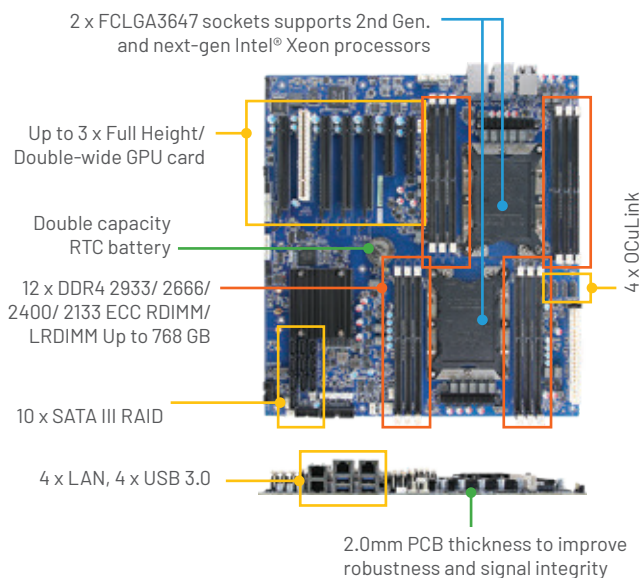 2 x FCLGA3647 sockets supports 2nd Gen.
and next-gen Intel® Xeon processors
Up to 3 x Full Height/
Double-wide GPU card
Double capacity
RTC battery
12 x DDR4 2933/ 2666/
2400/ 2133 ECC RDIMM/
LRDIMM Up to 768 GB
4 x OCuLink
10 x SATA III RAID
4 x LAN, 4 x USB 3.0
2.0mm PCB thickness to improve
robustness and signal integrity